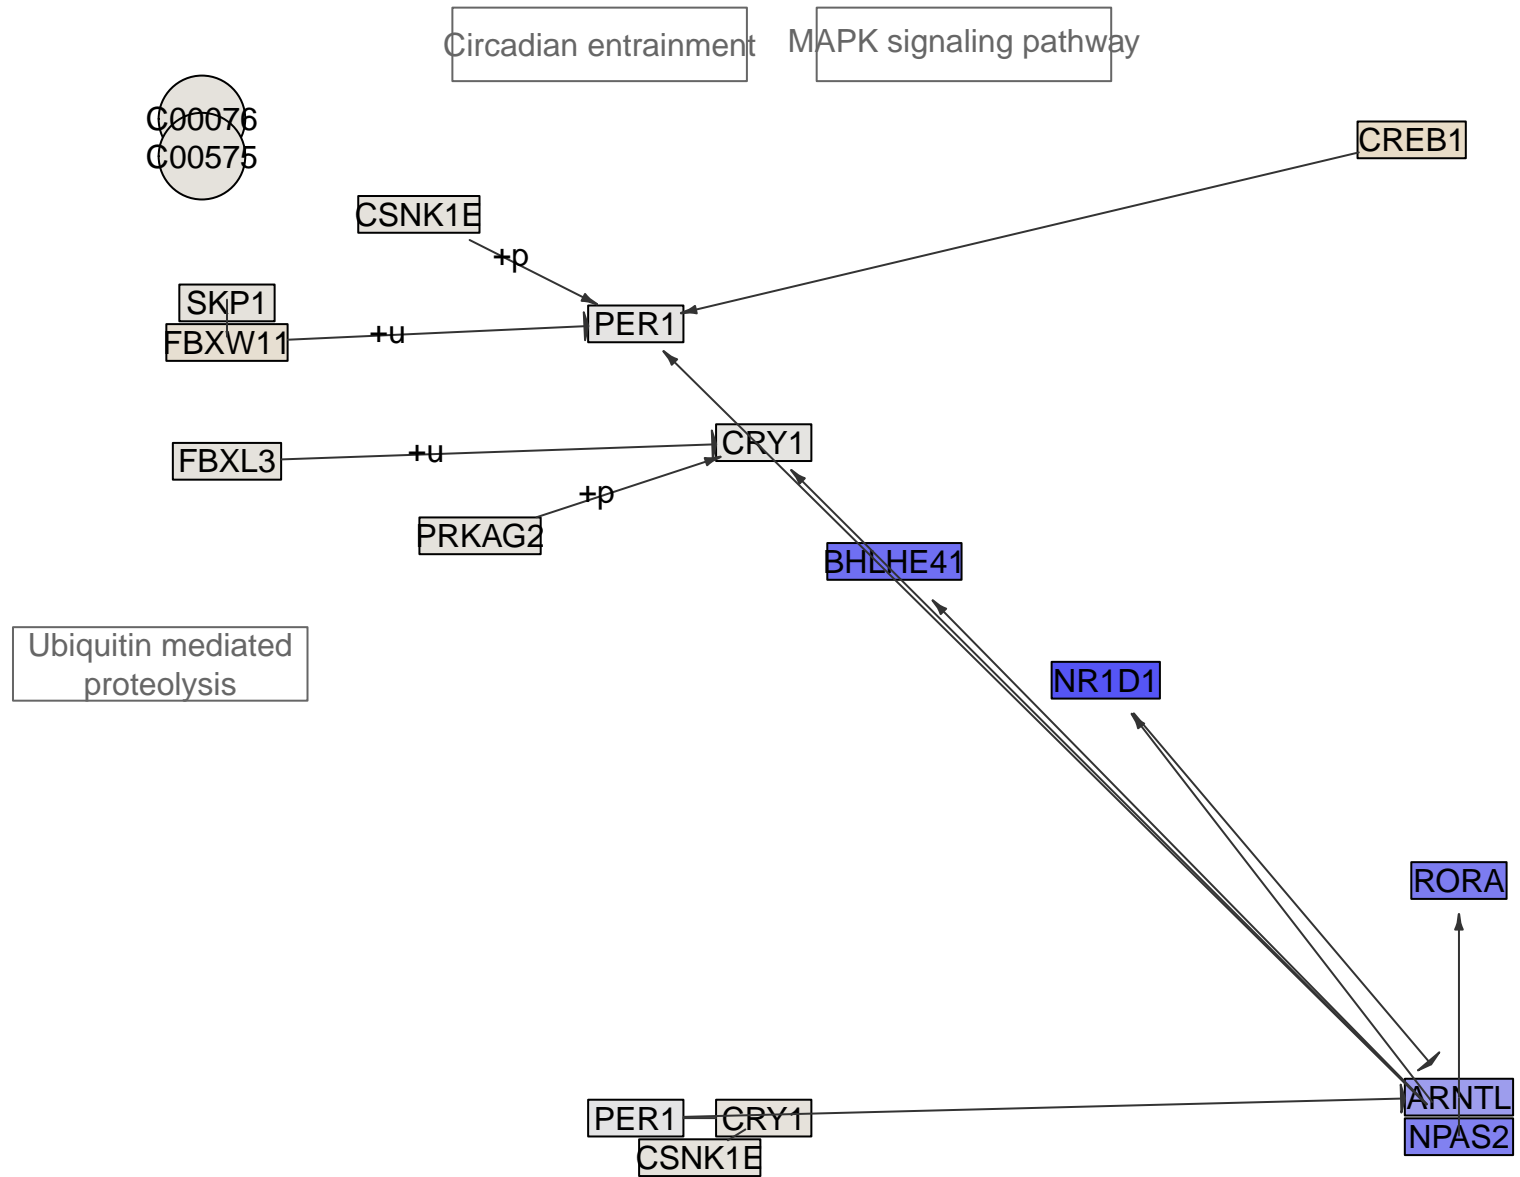 Circadian entrainment
MAPK signaling pathway
C00076
C00575
CREB1
CSNK1E
+p
SKP1
FBXW11
+u
PER1
FBXL3
+u
CRY1
+p
PRKAG2
BHLHE41
Ubiquitin mediated
proteolysis
NR1D1
RORA
ARNTL
NPAS2
PER1
CRY1
CSNK1E